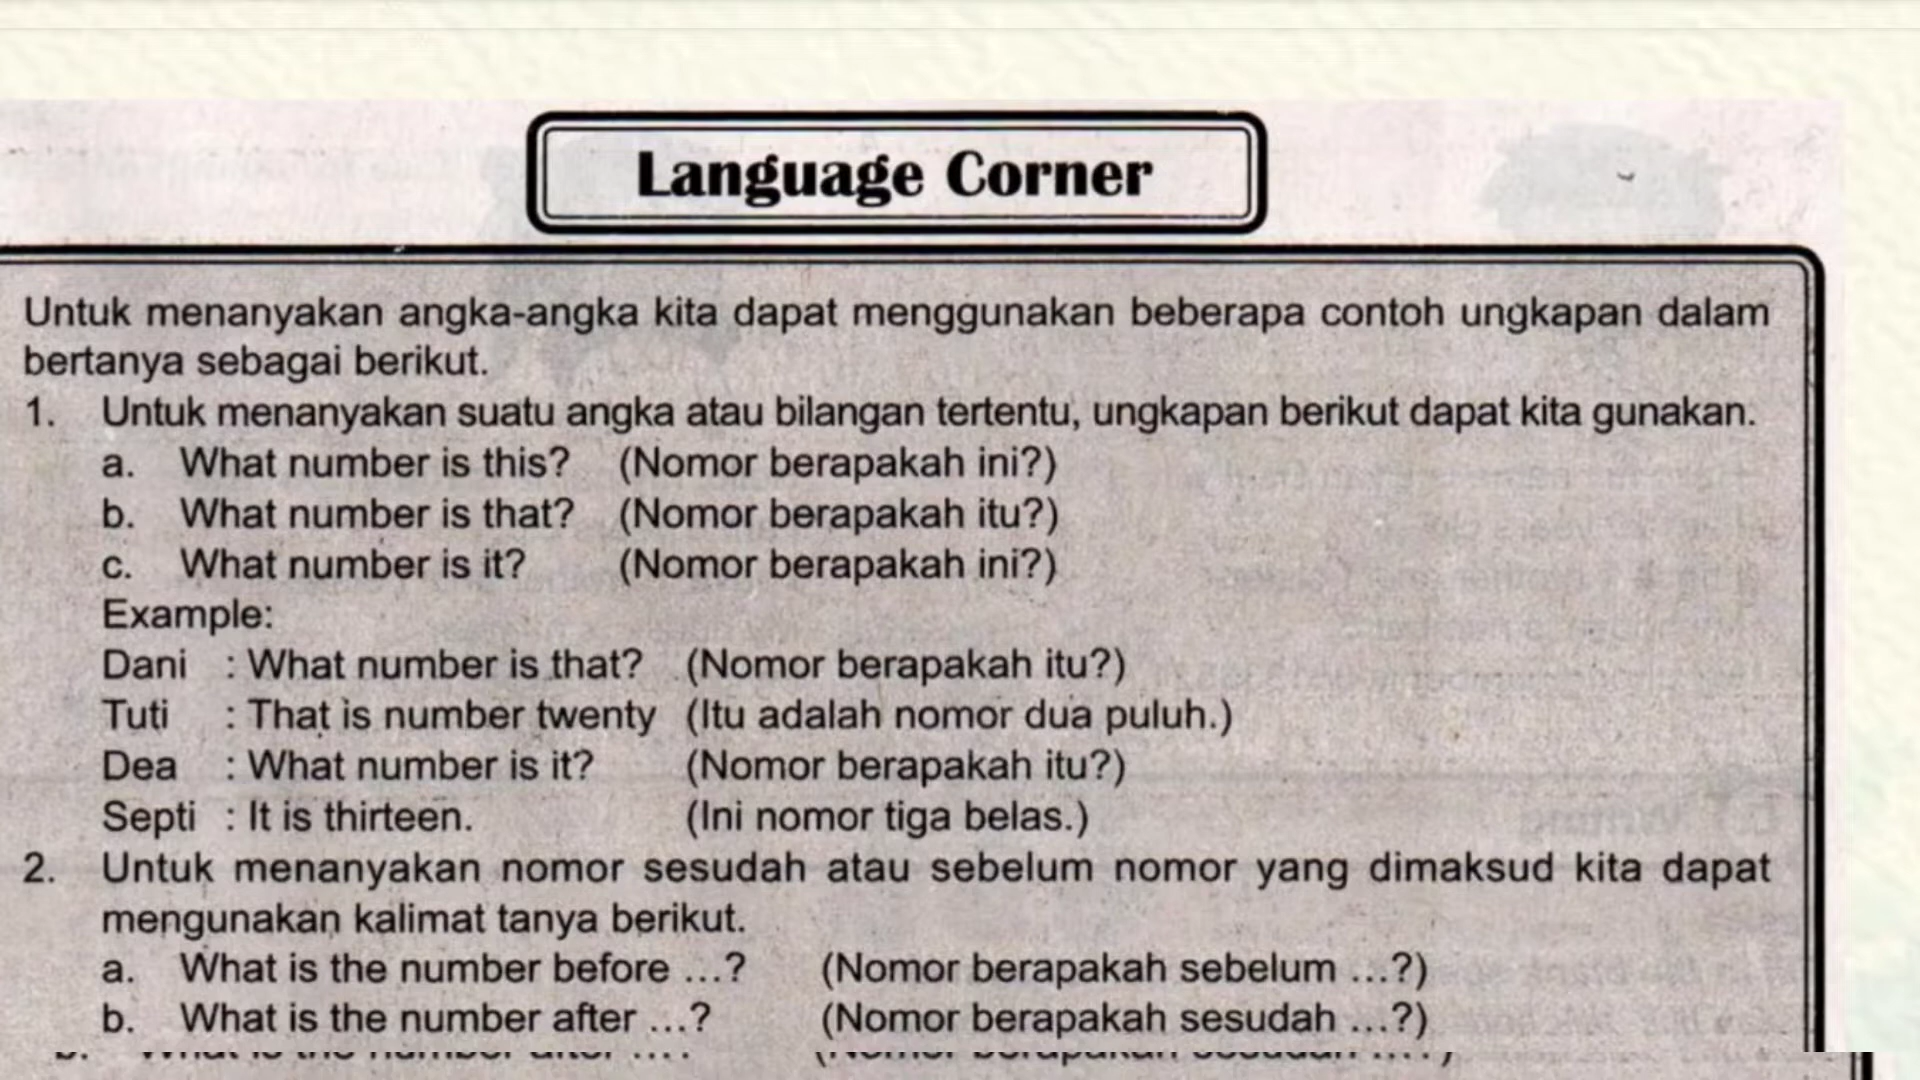 Language Corner
Untuk menanyakan angka-angka kita dapat menggunakan beberapa contoh ungkapan dalam
bertanya sebagai berikut.
1. Untuk menanyakan suatu angka atau bilangan tertentu, ungkapan berikut dapat kita gunakan.
a. What number is this? (Nomor berapakah ini?)
b. What number is that? (Nomor berapakah itu?)
c. What number is it? (Nomor berapakah ini?)
Example:
Dani : What number is that? (Nomor berapakah itu?)
Tuti : That is number twenty (Itu adalah nomor dua puluh.)
Dea : What number is it? (Nomor berapakah itu?)
Septi : It is thirteen. (Ini nomor tiga belas.)
2. Untuk menanyakan nomor sesudah atau sebelum nomor yang dimaksud kita dapat
mengunakan kalimat tanya berikut.
a. What is the number before ...? (Nomor berapakah sebelum ...?)
b. What is the number after ...? (Nomor berapakah sesudah ...?)